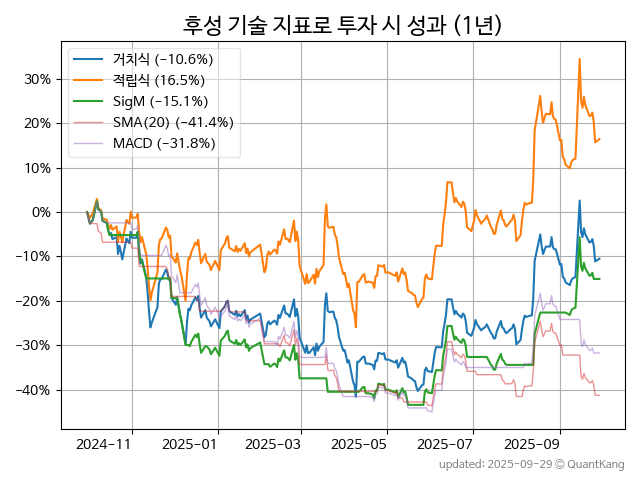 후성 기술 지표로 투자 시 성과 (1년)
거치식 (−10.6%)
적립식 (16.5%)
SigM (−15.1%)
SMA(20) (−41.4%)
MACD (−31.8%)
30%
20%
10%
0%
−10%
−20%
−30%
−40%
2024-11 2025-01 2025-03 2025-05 2025-07 2025-09
updated: 2025-09-29 © QuantKang